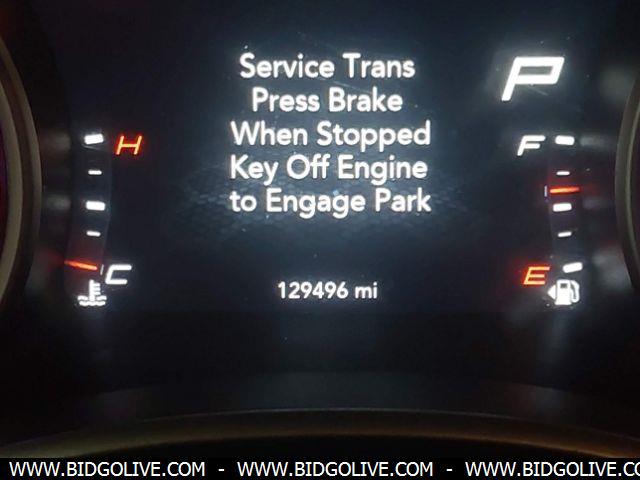 Service Trans
Press Brake
When Stopped
Key Off Engine
to Engage Park
P
H
F
C
E
129496 mi
WWW.BIDGOLIVE.COM - WWW.BIDGOLIVE.COM - WWW.BIDGOLIVE.CO